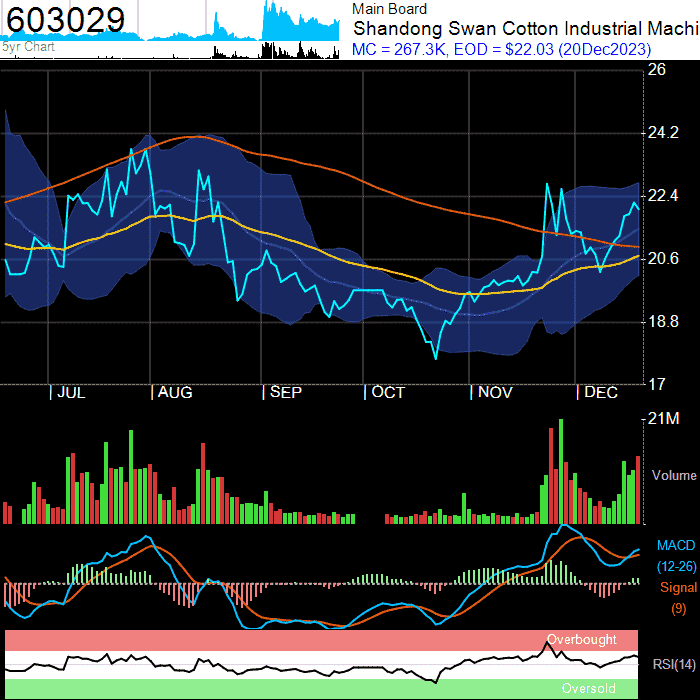 603029
5yr Chart
Main Board
Shandong Swan Cotton Industrial Machi
MC = 267.3K, EOD = $22.03 (20Dec2023)
26
24.2
22.4
20.6
18.8
17
JUL AUG SEP OCT NOV DEC
21M
Volume
MACD
(12-26)
Signal
(9)
Overbought
RSI(14)
Oversold